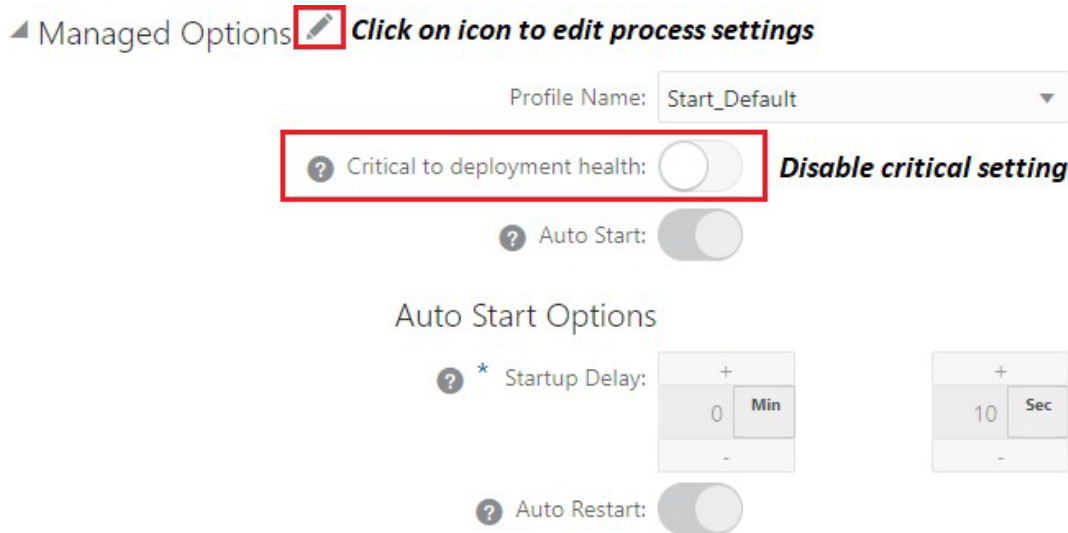 Managed Options Click on icon to edit process settings
Profile Name: Start_Default
? Critical to deployment health: Disable critical setting
? Auto Start:
Auto Start Options
? * Startup Delay: + +
0 Min 10 Sec
- -
? Auto Restart: